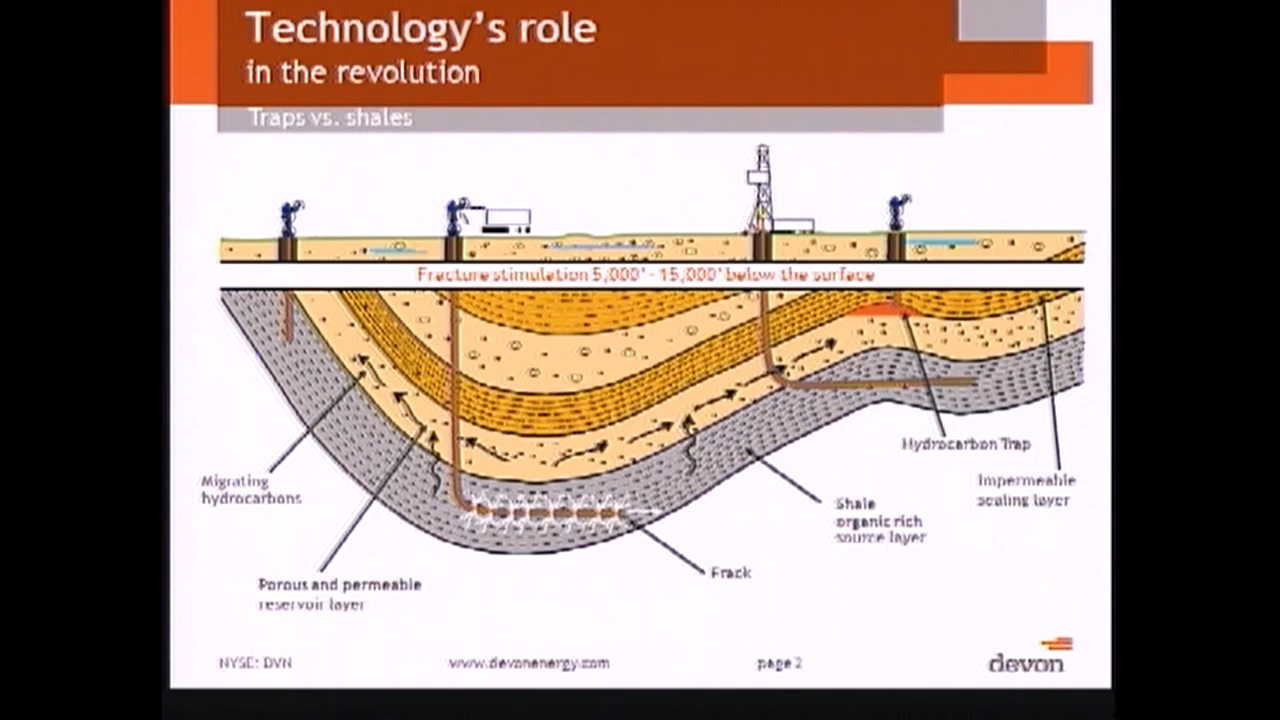 Technology's role
in the revolution
Traps vs. shales
Fracture stimulation 5,000' - 15,000' below the surface
Hydrocarbon Trap
Migrating
hydrocarbons
Impermeable
sealing layer
Shale
organic rich
source layer
Frack
Porous and permeable
reservoir layer
NYSE: DVN
www.devonenergy.com
page 2
devon